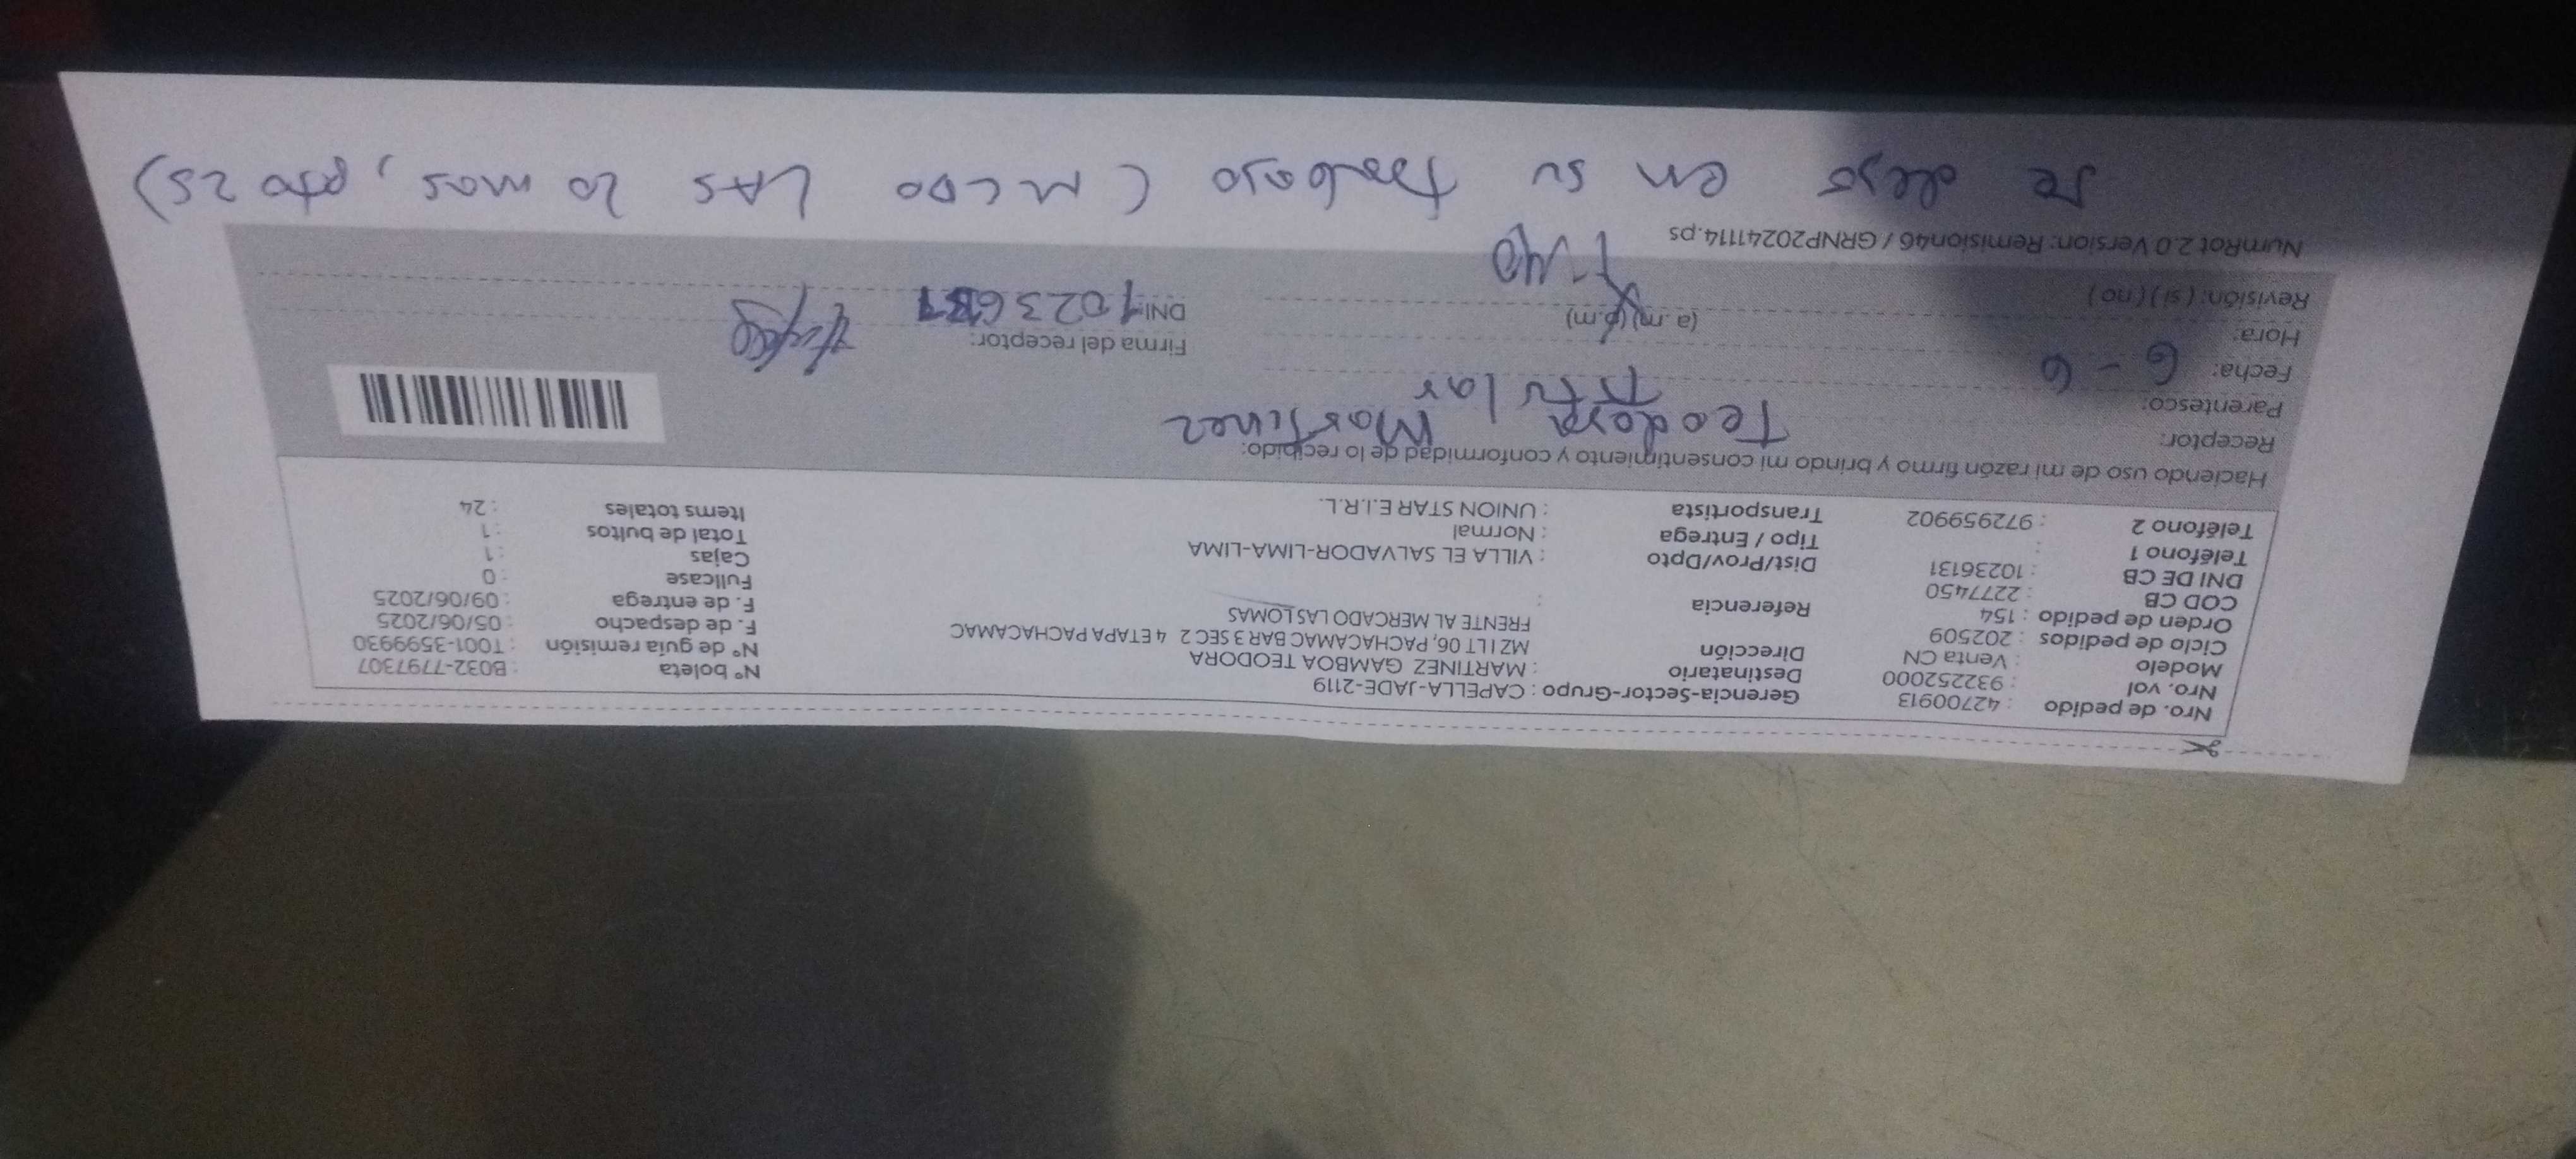 Nro. de pedido : 42700913
Nro. vol : 932252000
Modelo : Venta CN
Ciclo de pedidos : 202509
Orden de pedido : 154
COD CB : 2277450
DNI DE CB : 10236131
Teléfono 1 :
Teléfono 2 : 972959902
Gerencia-Sector-Grupo : CAPELLA-JADE-2119
Destinatario : MARTINEZ GAMBOA TEODORA
Dirección MZ I LT 06, PACHACAMAC BAR 3 SEC 2 4 ETAPA PACHACAMAC
FRENTE AL MERCADO LAS LOMAS
Referencia :
Dist/Prov/Dpto : VILLA EL SALVADOR-LIMA-LIMA
Tipo / Entrega : Normal
Transportista : UNION STAR E.I.R.L.
N° boleta : B032-7797307
N° de guía remisión : T001-3599930
F. de despacho : 05/06/2025
F. de entrega : 09/06/2025
Fullcase : 0
Cajas : 1
Total de bultos : 1
Items totales : 24
Haciendo uso de mi razón firmo y brindo mi consentimiento y conformidad de lo recibido:
Receptor: Teodora Martinez
Parentesco: Titular
Fecha: 6 - 6
Hora: (a.m) (p.m)
Revisión: ( si ) ( no )
Firma del receptor:
DNI:
NumRot 2.0 Version: Remision46 / GRNP20241114.ps
Se dejo en su trabajo ( MCDO LAS LOMAS, pto 25)